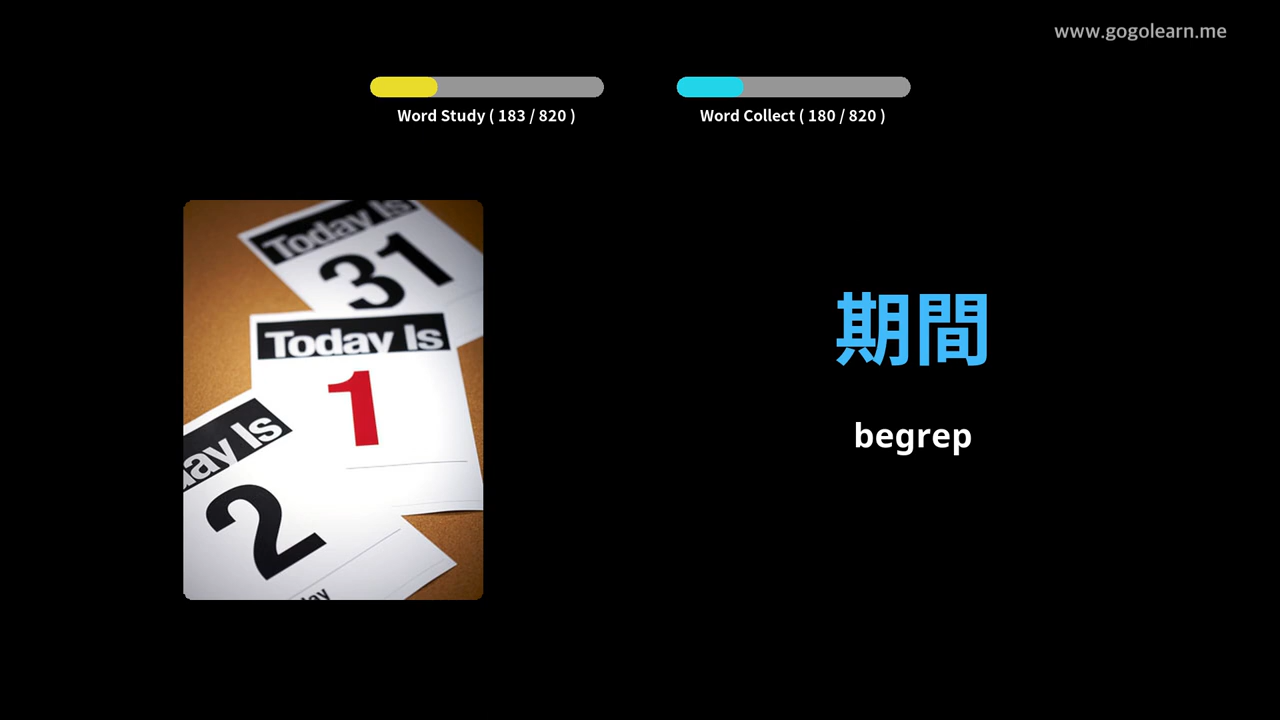 www.gogolearn.me
Word Study ( 183 / 820 )
Word Collect ( 180 / 820 )
Today Is
31
Today Is
1
ay Is
2
day
期間
begrep